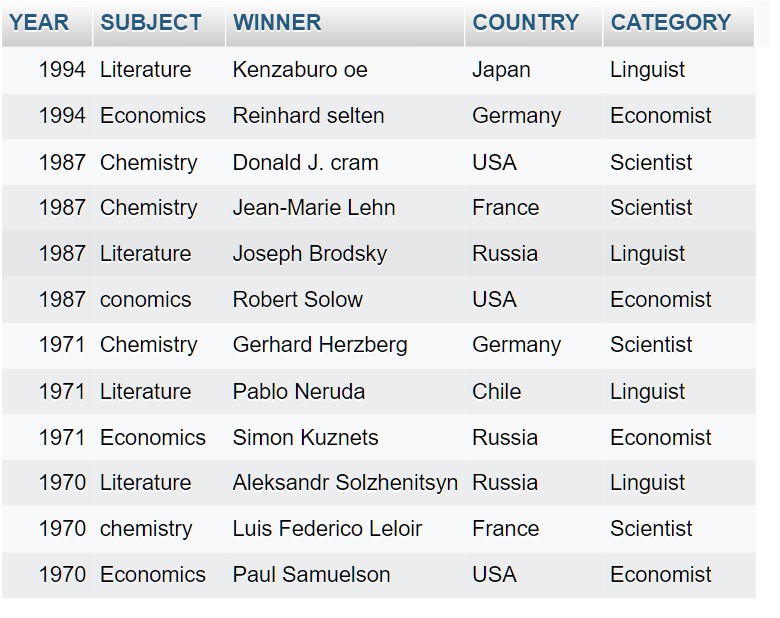 YEAR SUBJECT WINNER COUNTRY CATEGORY
1994 Literature Kenzaburo oe Japan Linguist
1994 Economics Reinhard selten Germany Economist
1987 Chemistry Donald J. cram USA Scientist
1987 Chemistry Jean-Marie Lehn France Scientist
1987 Literature Joseph Brodsky Russia Linguist
1987 conomics Robert Solow USA Economist
1971 Chemistry Gerhard Herzberg Germany Scientist
1971 Literature Pablo Neruda Chile Linguist
1971 Economics Simon Kuznets Russia Economist
1970 Literature Aleksandr Solzhenitsyn Russia Linguist
1970 chemistry Luis Federico Leloir France Scientist
1970 Economics Paul Samuelson USA Economist